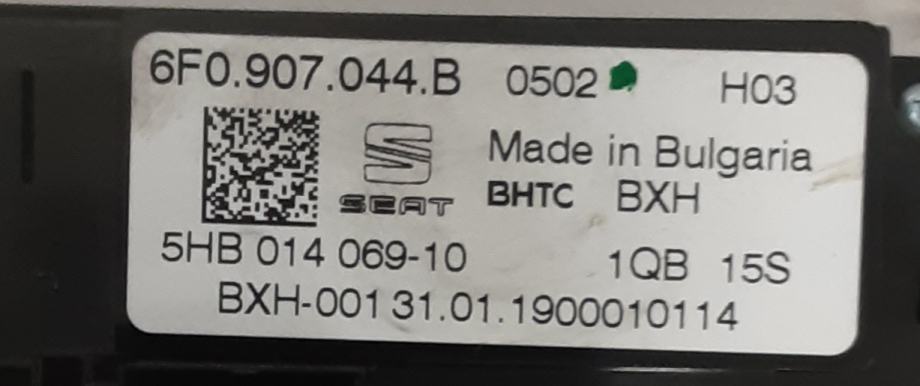 6F0.907.044.B 0502 H03
Made in Bulgaria
SEAT BHTC BXH
5HB 014 069-10 1QB 15S
BXH-001 31.01.1900010114